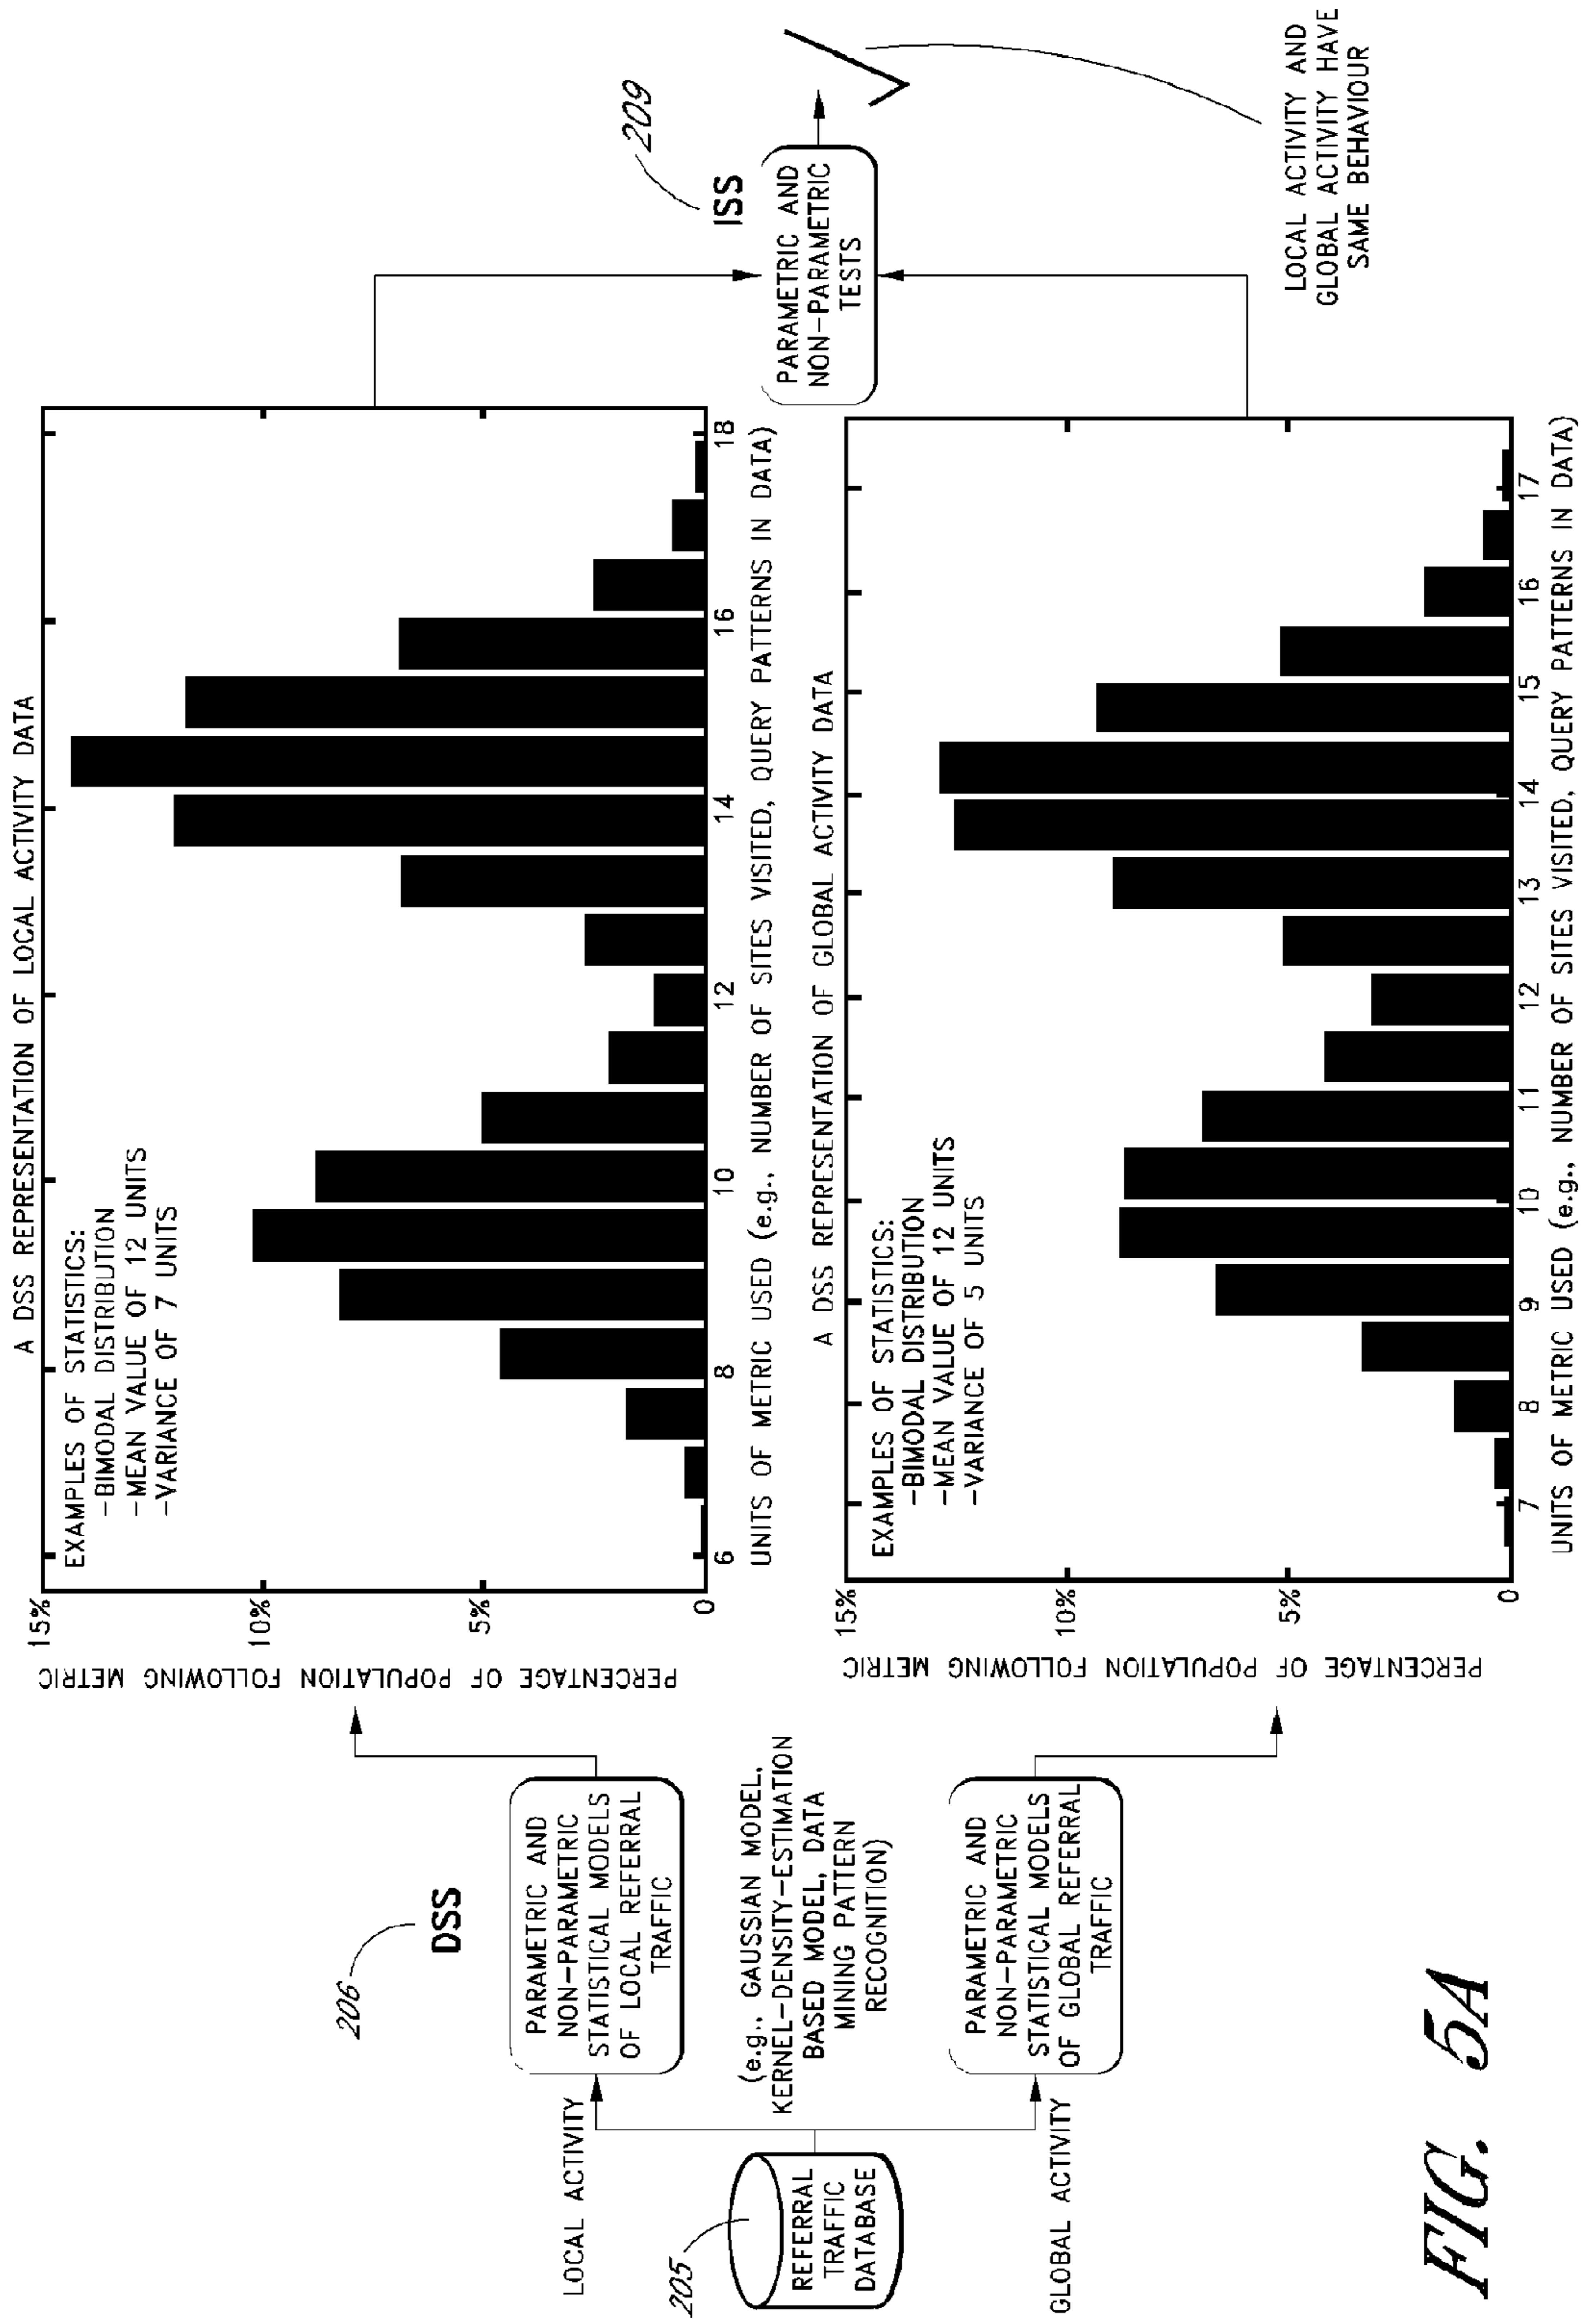 205
REFERRAL
TRAFFIC
DATABASE
LOCAL ACTIVITY
GLOBAL ACTIVITY
206
DSS
PARAMETRIC AND
NON-PARAMETRIC
STATISTICAL MODELS
OF LOCAL REFERRAL
TRAFFIC
(e.g., GAUSSIAN MODEL,
KERNEL-DENSITY-ESTIMATION
BASED MODEL, DATA
MINING PATTERN
RECOGNITION)
PARAMETRIC AND
NON-PARAMETRIC
STATISTICAL MODELS
OF GLOBAL REFERRAL
TRAFFIC
A DSS REPRESENTATION OF LOCAL ACTIVITY DATA
PERCENTAGE OF POPULATION FOLLOWING METRIC
15%
10%
5%
0
EXAMPLES OF STATISTICS:
-BIMODAL DISTRIBUTION
-MEAN VALUE OF 12 UNITS
-VARIANCE OF 7 UNITS
6 8 10 12 14 16 18
UNITS OF METRIC USED (e.g., NUMBER OF SITES VISITED, QUERY PATTERNS IN DATA)
A DSS REPRESENTATION OF GLOBAL ACTIVITY DATA
PERCENTAGE OF POPULATION FOLLOWING METRIC
15%
10%
5%
0
EXAMPLES OF STATISTICS:
-BIMODAL DISTRIBUTION
-MEAN VALUE OF 12 UNITS
-VARIANCE OF 5 UNITS
7 8 9 10 11 12 13 14 15 16 17
UNITS OF METRIC USED (e.g., NUMBER OF SITES VISITED, QUERY PATTERNS IN DATA)
209
ISS
PARAMETRIC AND
NON-PARAMETRIC
TESTS
LOCAL ACTIVITY AND
GLOBAL ACTIVITY HAVE
SAME BEHAVIOUR
FIG. 5A